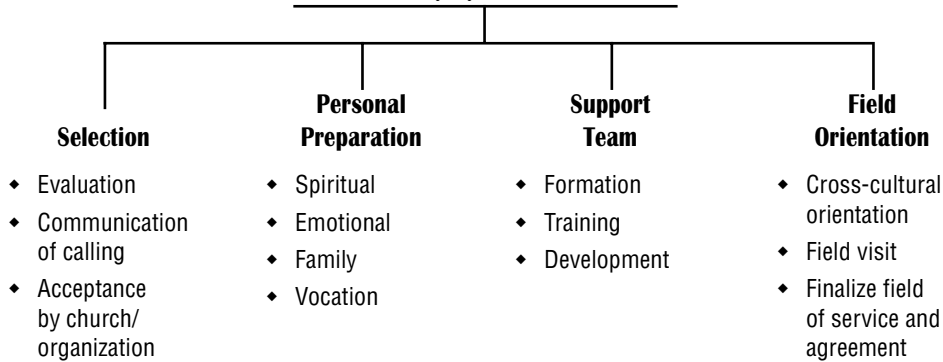 Selection
◆ Evaluation
◆ Communication
of calling
◆ Acceptance
by church/
organization
Personal
Preparation
◆ Spiritual
◆ Emotional
◆ Family
◆ Vocation
Support
Team
◆ Formation
◆ Training
◆ Development
Field
Orientation
◆ Cross-cultural
orientation
◆ Field visit
◆ Finalize field
of service and
agreement